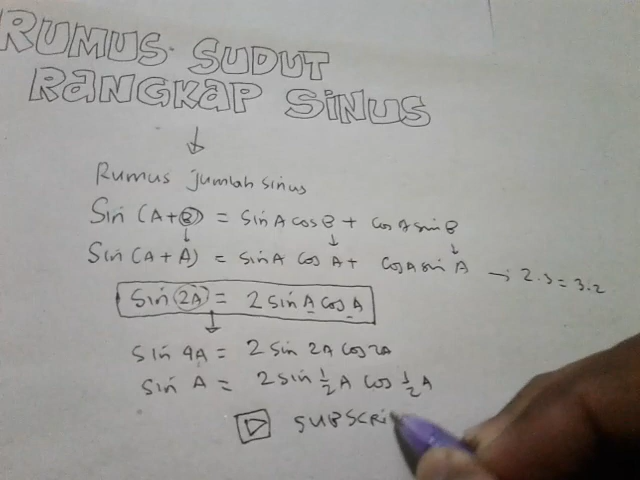 RUMUS SUDUT
RANGKAP SINUS
Rumus jumlah sinus
Sin (A+B) = sin A cos B + cos A sin B
Sin (A+A) = sin A cos A + cos A sin A → 2.3 = 3.2
Sin 2A = 2 sin A cos A
sin 4A = 2 sin 2A cos 2A
sin A = 2 sin 1/2 A cos 1/2 A
SUBSCRI